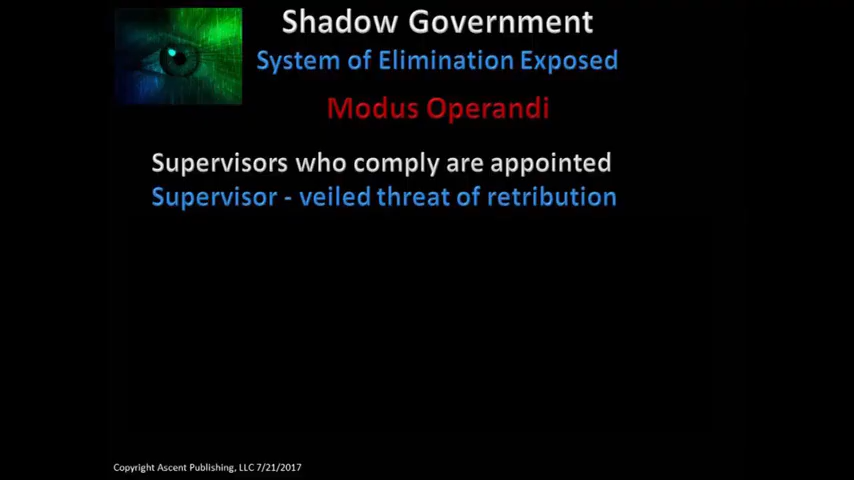 Shadow Government
System of Elimination Exposed
Modus Operandi
Supervisors who comply are appointed
Supervisor - veiled threat of retribution
Copyright Ascent Publishing, LLC 7/21/2017